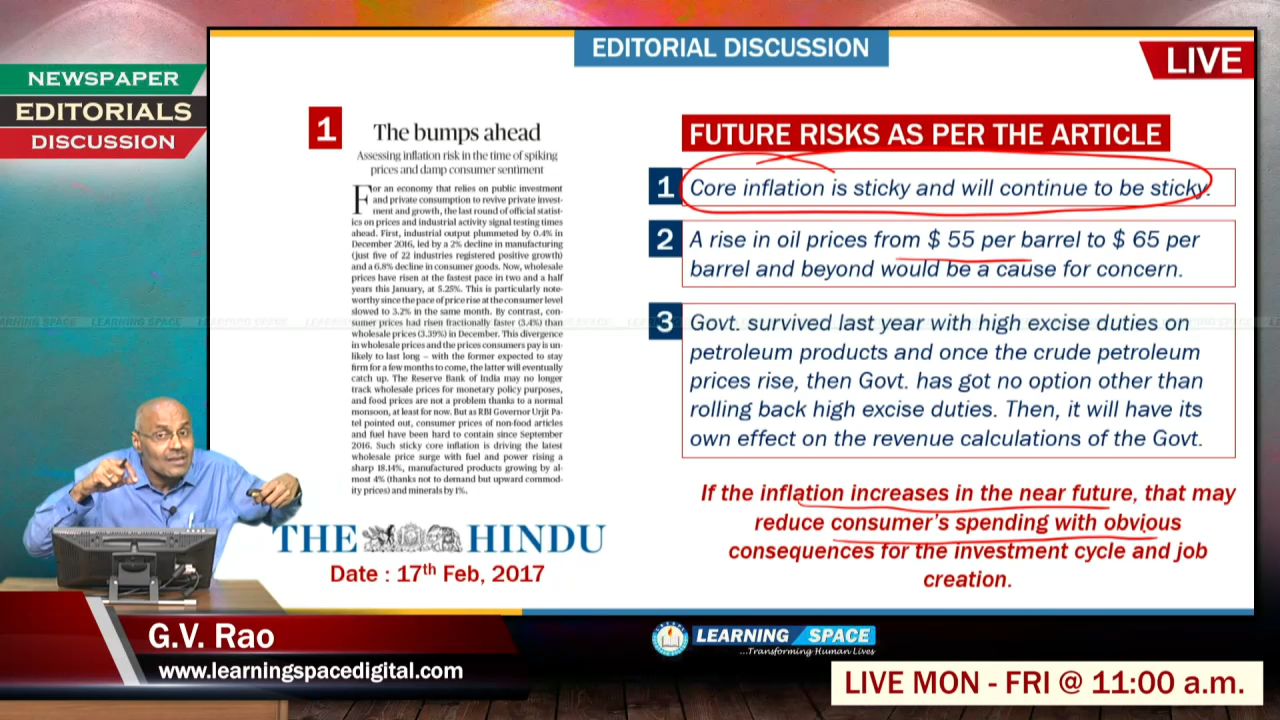 EDITORIAL DISCUSSION
LIVE
NEWSPAPER
EDITORIALS
DISCUSSION
1
The bumps ahead
Assessing inflation risk in the time of spiking
prices and damp consumer sentiment
For an economy that relies on public investment
and private consumption to revive private invest-
ment and growth, the last round of official statist-
ics on prices and industrial activity signal testing times
ahead. First, industrial output plummeted by 0.4% in
December 2016, led by a 2% decline in manufacturing
(just five of 22 industries registered positive growth)
and a 6.8% decline in consumer goods. Now, wholesale
prices have risen at the fastest pace in two and a half
years this January, at 5.25%. This is particularly note-
worthy since the pace of price rise at the consumer level
slowed to 3.2% in the same month. By contrast, con-
sumer prices had risen fractionally faster (3.4%) than
wholesale prices (3.39%) in December. This divergence
in wholesale prices and the prices consumers pay is un-
likely to last long – with the former expected to stay
firm for a few months to come, the latter will eventually
catch up. The Reserve Bank of India may no longer
track wholesale prices for monetary policy purposes,
and food prices are not a problem thanks to a normal
monsoon, at least for now. But as RBI Governor Urjit Pa-
tel pointed out, consumer prices of non-food articles
and fuel have been hard to contain since September
2016. Such sticky core inflation is driving the latest
wholesale price surge with fuel and power rising a
sharp 18.14%, manufactured products growing by al-
most 4% (thanks not to demand but upward commod-
ity prices) and minerals by 1%.
THE HINDU
Date : 17th Feb, 2017
FUTURE RISKS AS PER THE ARTICLE
1 Core inflation is sticky and will continue to be sticky.
2 A rise in oil prices from $ 55 per barrel to $ 65 per
barrel and beyond would be a cause for concern.
3 Govt. survived last year with high excise duties on
petroleum products and once the crude petroleum
prices rise, then Govt. has got no option other than
rolling back high excise duties. Then, it will have its
own effect on the revenue calculations of the Govt.
If the inflation increases in the near future, that may
reduce consumer's spending with obvious
consequences for the investment cycle and job
creation.
LEARNING SPACE LEARNING SPACE LEARNING SPACE
G.V. Rao
www.learningspacedigital.com
LEARNING SPACE
...Transforming Human Lives
LIVE MON - FRI @ 11:00 a.m.